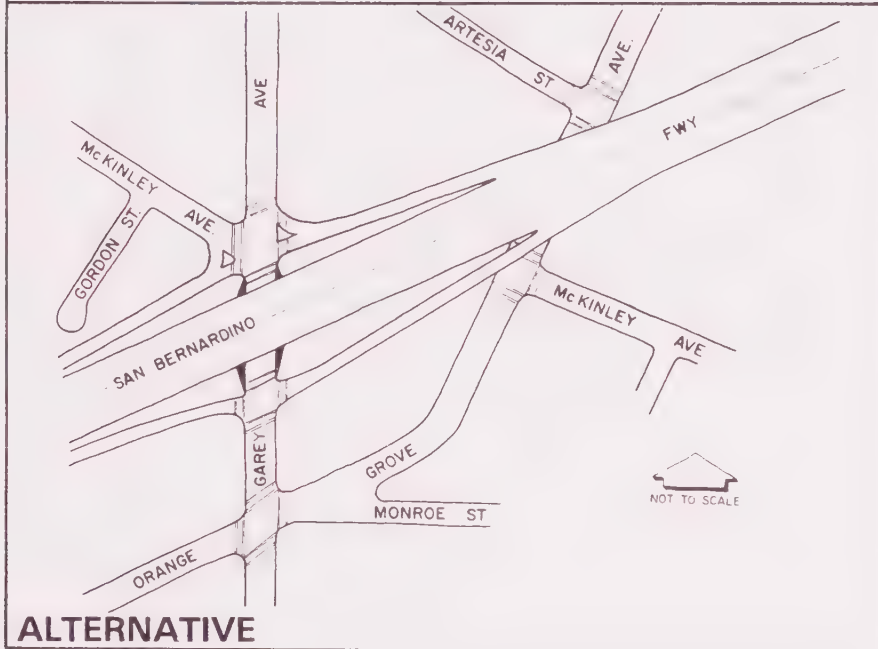 ARTESIA
ST
AVE.
AVE
FWY
McKINLEY
AVE.
GORDON ST.
SAN BERNARDINO
McKINLEY
AVE
GAREY
GROVE
MONROE ST
ORANGE
NOT TO SCALE
ALTERNATIVE